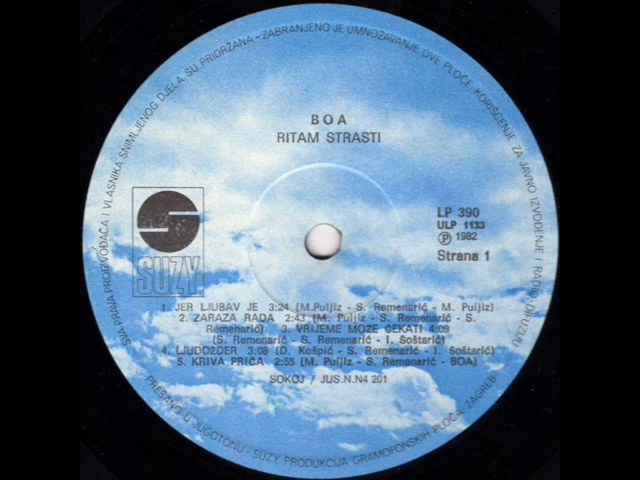 SVA PRAVA PROIZVOĐAČA I VLASNIKA SNIMLJENOG DJELA SU PRIDRŽANA - ZABRANJENO JE UMNOŽAVANJE OVE PLOČE, KORIŠĆENJE ZA JAVNO IZVOĐENJE I RADIO DIFUZIJU
BOA
RITAM STRASTI
SUZY
LP 390
ULP 1133
Ⓟ 1982
Strana 1
1. JER LJUBAV JE 3:24 (M.Puljiz - S. Remenarić - M. Puljiz)
2. ZARAZA RADA 2:43 (M. Puljiz - S. Remenarić - S.
Remenarić) 3. VRIJEME MOŽE ČEKATI 4:09
(S. Remenarić - S. Remenarić - I. Šoštarić)
4. LJUDOŽDER 3:08 (D. Košpić - S. Remenarić - I. Šoštarić)
5. KRIVA PRIČA 2:55 (M. Puljiz - S. Remenarić - BOA)
SOKOJ / JUS.N.N4 201
PRESANO U JUGOTONU - SUZY PRODUKCIJA GRAMOFONSKIH PLOČA ZAGREB